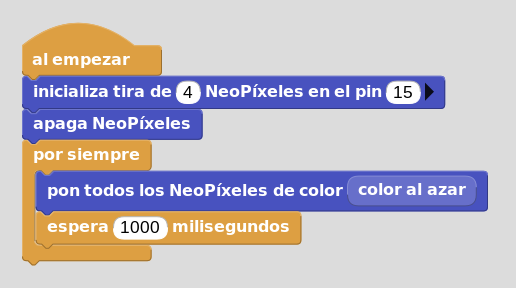 al empezar
inicializa tira de 4 NeoPíxeles en el pin 15
apaga NeoPíxeles
por siempre
pon todos los NeoPíxeles de color color al azar
espera 1000 milisegundos